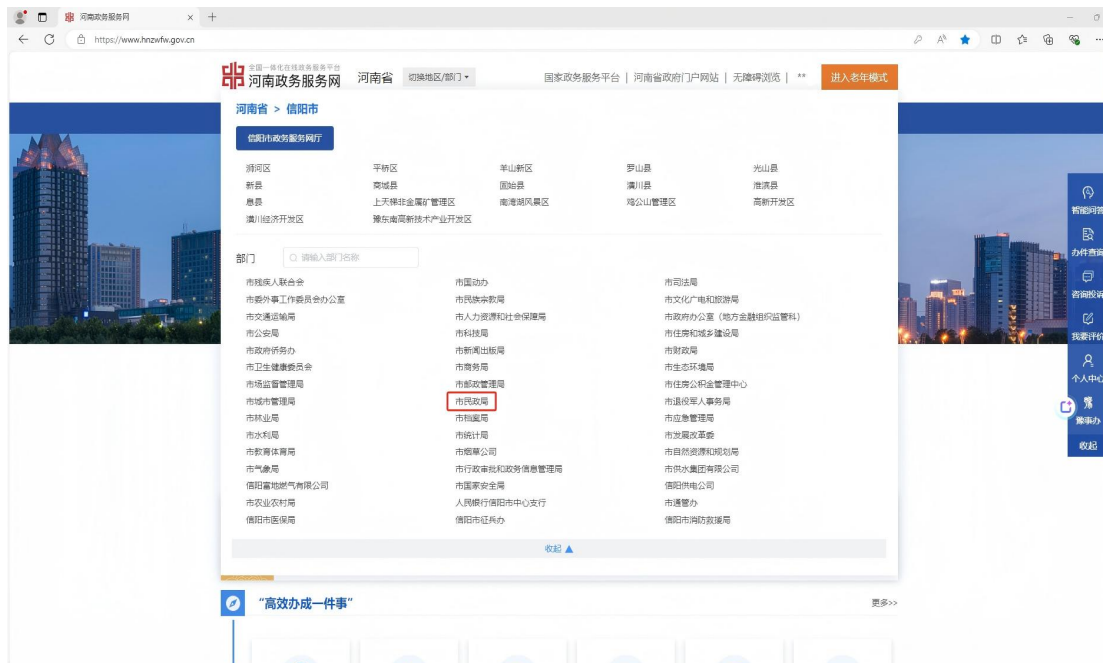 河南政务服务网
https://www.hnzwfw.gov.cn
全国一体化在线政务服务平台
河南政务服务网 河南省 切换地区/部门 国家政务服务平台 | 河南省政府门户网站 | 无障碍浏览 | ** 进入老年模式
河南省 > 信阳市
信阳市政务服务网厅
浉河区 平桥区 羊山新区 罗山县 光山县
新县 商城县 固始县 潢川县 淮滨县
息县 上天梯非金属矿管理区 南湾湖风景区 鸡公山管理区 高新开发区
潢川经济开发区 豫东南高新技术产业开发区
部门 请输入部门名称
市残疾人联合会 市国动办 市司法局
市委外事工作委员会办公室 市民族宗教局 市文化广电和旅游局
市交通运输局 市人力资源和社会保障局 市政府办公室（地方金融组织监管科）
市公安局 市科技局 市住房和城乡建设局
市政府侨务办 市新闻出版局 市财政局
市卫生健康委员会 市商务局 市生态环境局
市场监督管理局 市邮政管理局 市住房公积金管理中心
市城市管理局 市民政局 市退役军人事务局
市林业局 市档案局 市应急管理局
市水利局 市统计局 市发展改革委
市教育体育局 市烟草公司 市自然资源和规划局
市气象局 市行政审批和政务信息管理局 市供水集团有限公司
信阳富地燃气有限公司 市国家安全局 信阳供电公司
市农业农村局 人民银行信阳市中心支行 市通管办
信阳市医保局 信阳市征兵办 信阳市消防救援局
收起
“高效办成一件事” 更多>>
智能问答
办件查询
咨询投诉
我要评价
个人中心
豫事办
收起